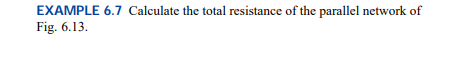 EXAMPLE 6.7 Calculate the total resistance of the parallel network of
Fig. 6.13.